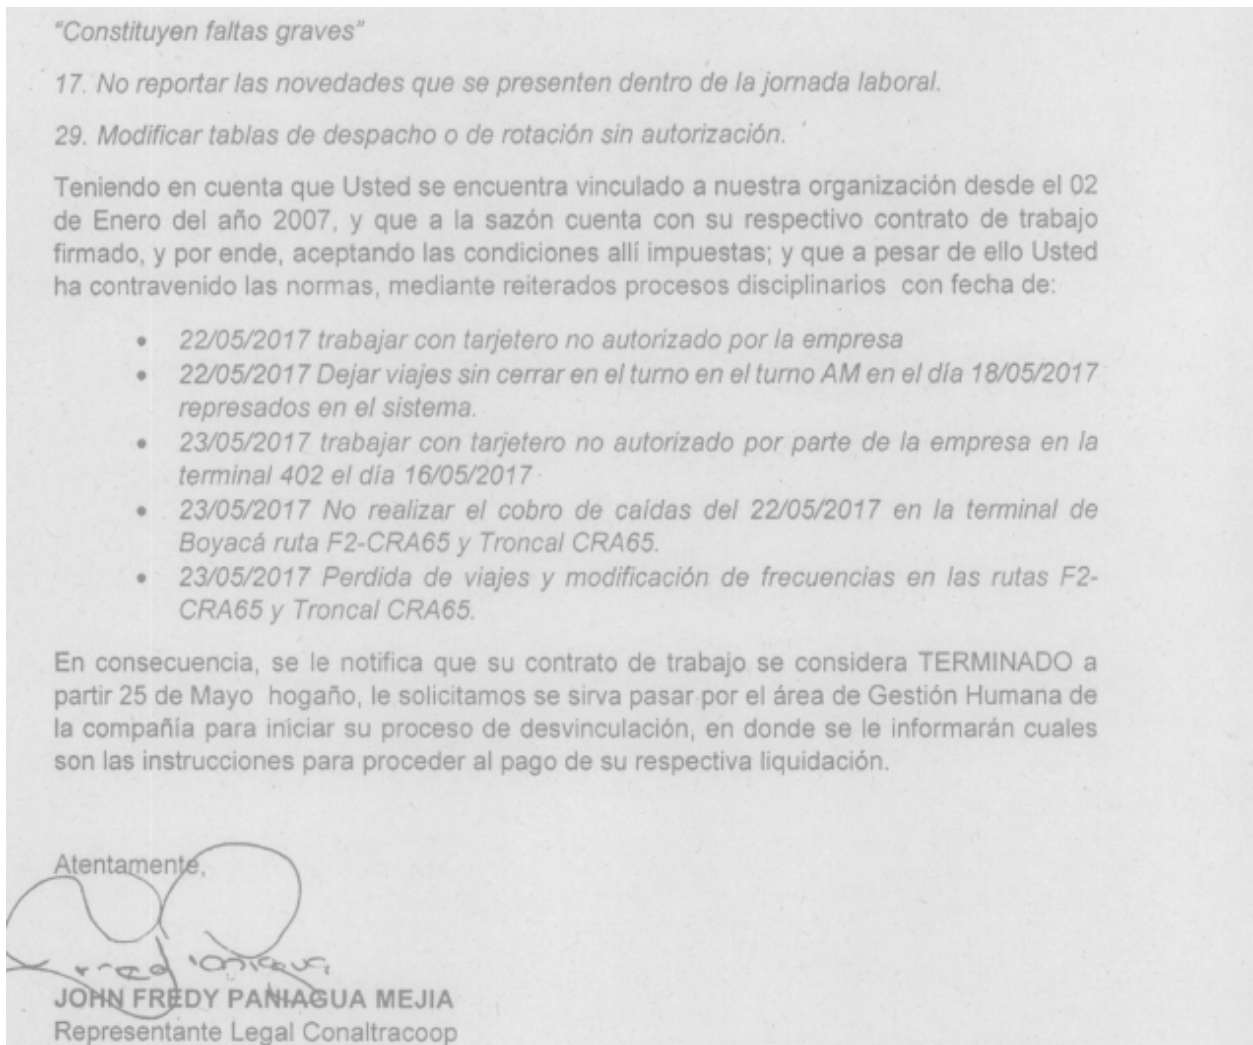 “Constituyen faltas graves”
17. No reportar las novedades que se presenten dentro de la jornada laboral.
29. Modificar tablas de despacho o de rotación sin autorización.
Teniendo en cuenta que Usted se encuentra vinculado a nuestra organización desde el 02
de Enero del año 2007, y que a la sazón cuenta con su respectivo contrato de trabajo
firmado, y por ende, aceptando las condiciones allí impuestas; y que a pesar de ello Usted
ha contravenido las normas, mediante reiterados procesos disciplinarios con fecha de:
• 22/05/2017 trabajar con tarjetero no autorizado por la empresa
• 22/05/2017 Dejar viajes sin cerrar en el turno en el turno AM en el día 18/05/2017
represados en el sistema.
• 23/05/2017 trabajar con tarjetero no autorizado por parte de la empresa en la
terminal 402 el día 16/05/2017
• 23/05/2017 No realizar el cobro de caídas del 22/05/2017 en la terminal de
Boyacá ruta F2-CRA65 y Troncal CRA65.
• 23/05/2017 Perdida de viajes y modificación de frecuencias en las rutas F2-
CRA65 y Troncal CRA65.
En consecuencia, se le notifica que su contrato de trabajo se considera TERMINADO a
partir 25 de Mayo hogaño, le solicitamos se sirva pasar por el área de Gestión Humana de
la compañía para iniciar su proceso de desvinculación, en donde se le informarán cuales
son las instrucciones para proceder al pago de su respectiva liquidación.
Atentamente,
JOHN FREDY PANIAGUA MEJIA
Representante Legal Conaltracoop